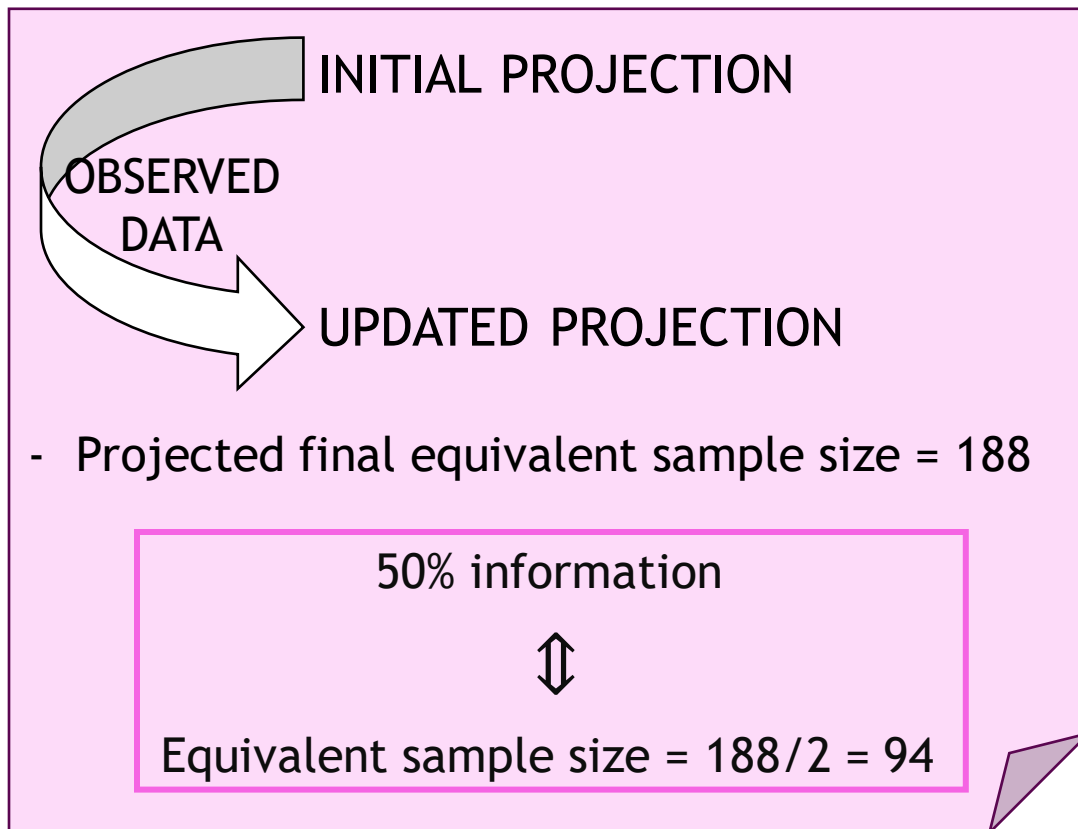 INITIAL PROJECTION
OBSERVED
DATA
UPDATED PROJECTION
- Projected final equivalent sample size = 188
50% information
⇕
Equivalent sample size = 188/2 = 94